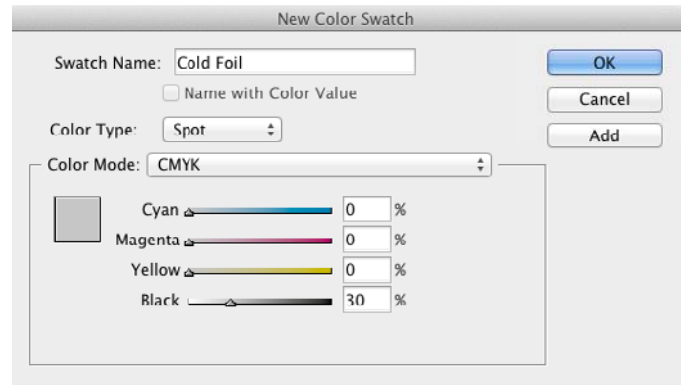 New Color Swatch
Swatch Name: Cold Foil
OK
Name with Color Value
Cancel
Color Type: Spot
Add
Color Mode: CMYK
Cyan 0 %
Magenta 0 %
Yellow 0 %
Black 30 %